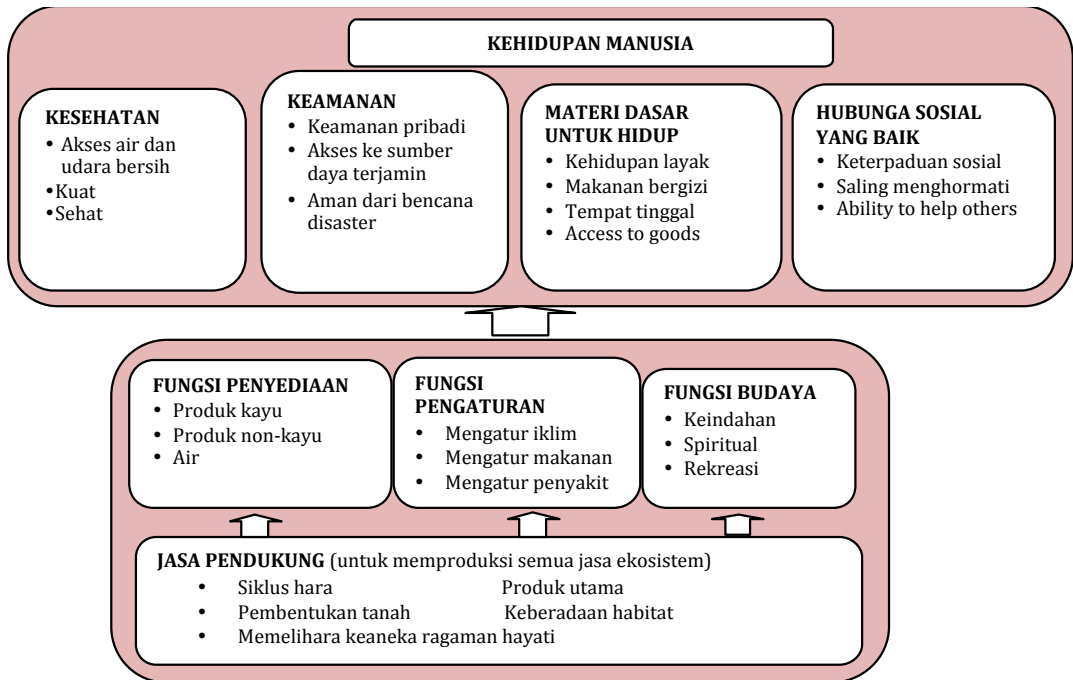 KEHIDUPAN MANUSIA
KESEHATAN
• Akses air dan
udara bersih
•Kuat
•Sehat
KEAMANAN
• Keamanan pribadi
• Akses ke sumber
daya terjamin
• Aman dari bencana
disaster
MATERI DASAR
UNTUK HIDUP
• Kehidupan layak
• Makanan bergizi
• Tempat tinggal
• Access to goods
HUBUNGA SOSIAL
YANG BAIK
• Keterpaduan sosial
• Saling menghormati
• Ability to help others
FUNGSI PENYEDIAAN
• Produk kayu
• Produk non-kayu
• Air
FUNGSI
PENGATURAN
• Mengatur iklim
• Mengatur makanan
• Mengatur penyakit
FUNGSI BUDAYA
• Keindahan
• Spiritual
• Rekreasi
JASA PENDUKUNG (untuk memproduksi semua jasa ekosistem)
• Siklus hara Produk utama
• Pembentukan tanah Keberadaan habitat
• Memelihara keaneka ragaman hayati